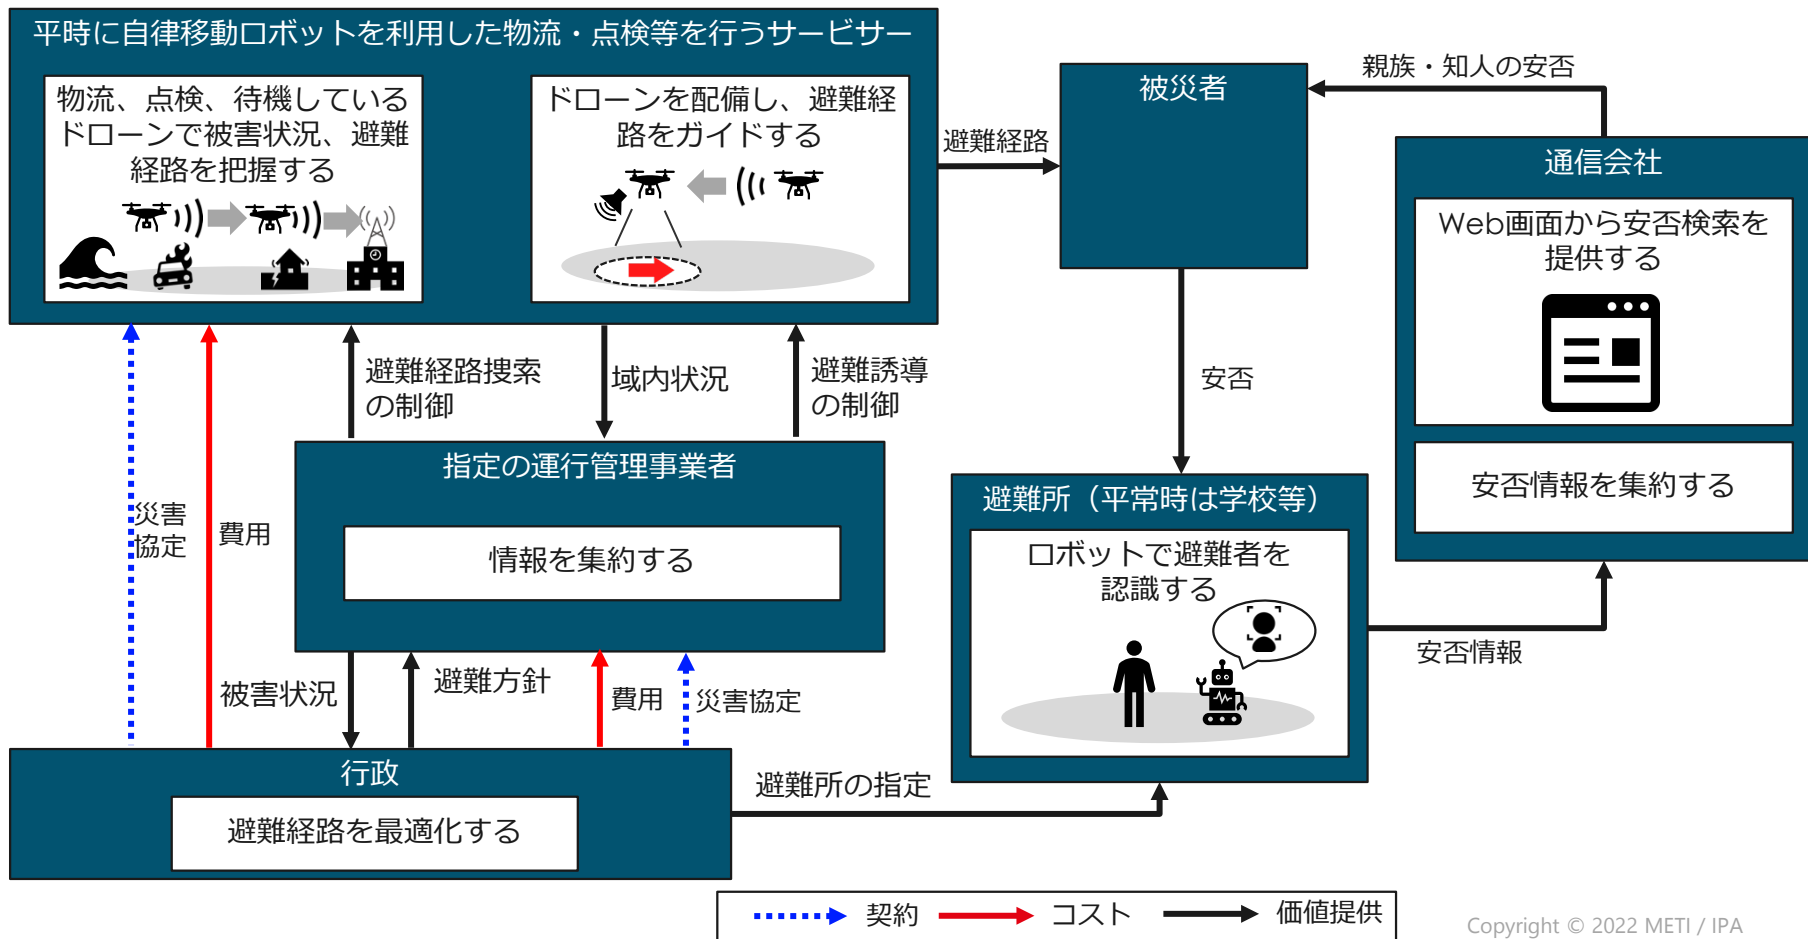 平時に自律移動ロボットを利用した物流・点検等を行うサービサー
物流、点検、待機している
ドローンで被害状況、避難
経路を把握する
ドローンを配備し、避難経
路をガイドする
避難経路
被災者
親族・知人の安否
通信会社
Web画面から安否検索を
提供する
安否情報を集約する
避難経路捜索
の制御
域内状況
避難誘導
の制御
安否
指定の運行管理事業者
情報を集約する
災害
協定
費用
避難所（平常時は学校等）
ロボットで避難者を
認識する
安否情報
被害状況
避難方針
費用
災害協定
行政
避難経路を最適化する
避難所の指定
契約
コスト
価値提供
Copyright © 2022 METI / IPA